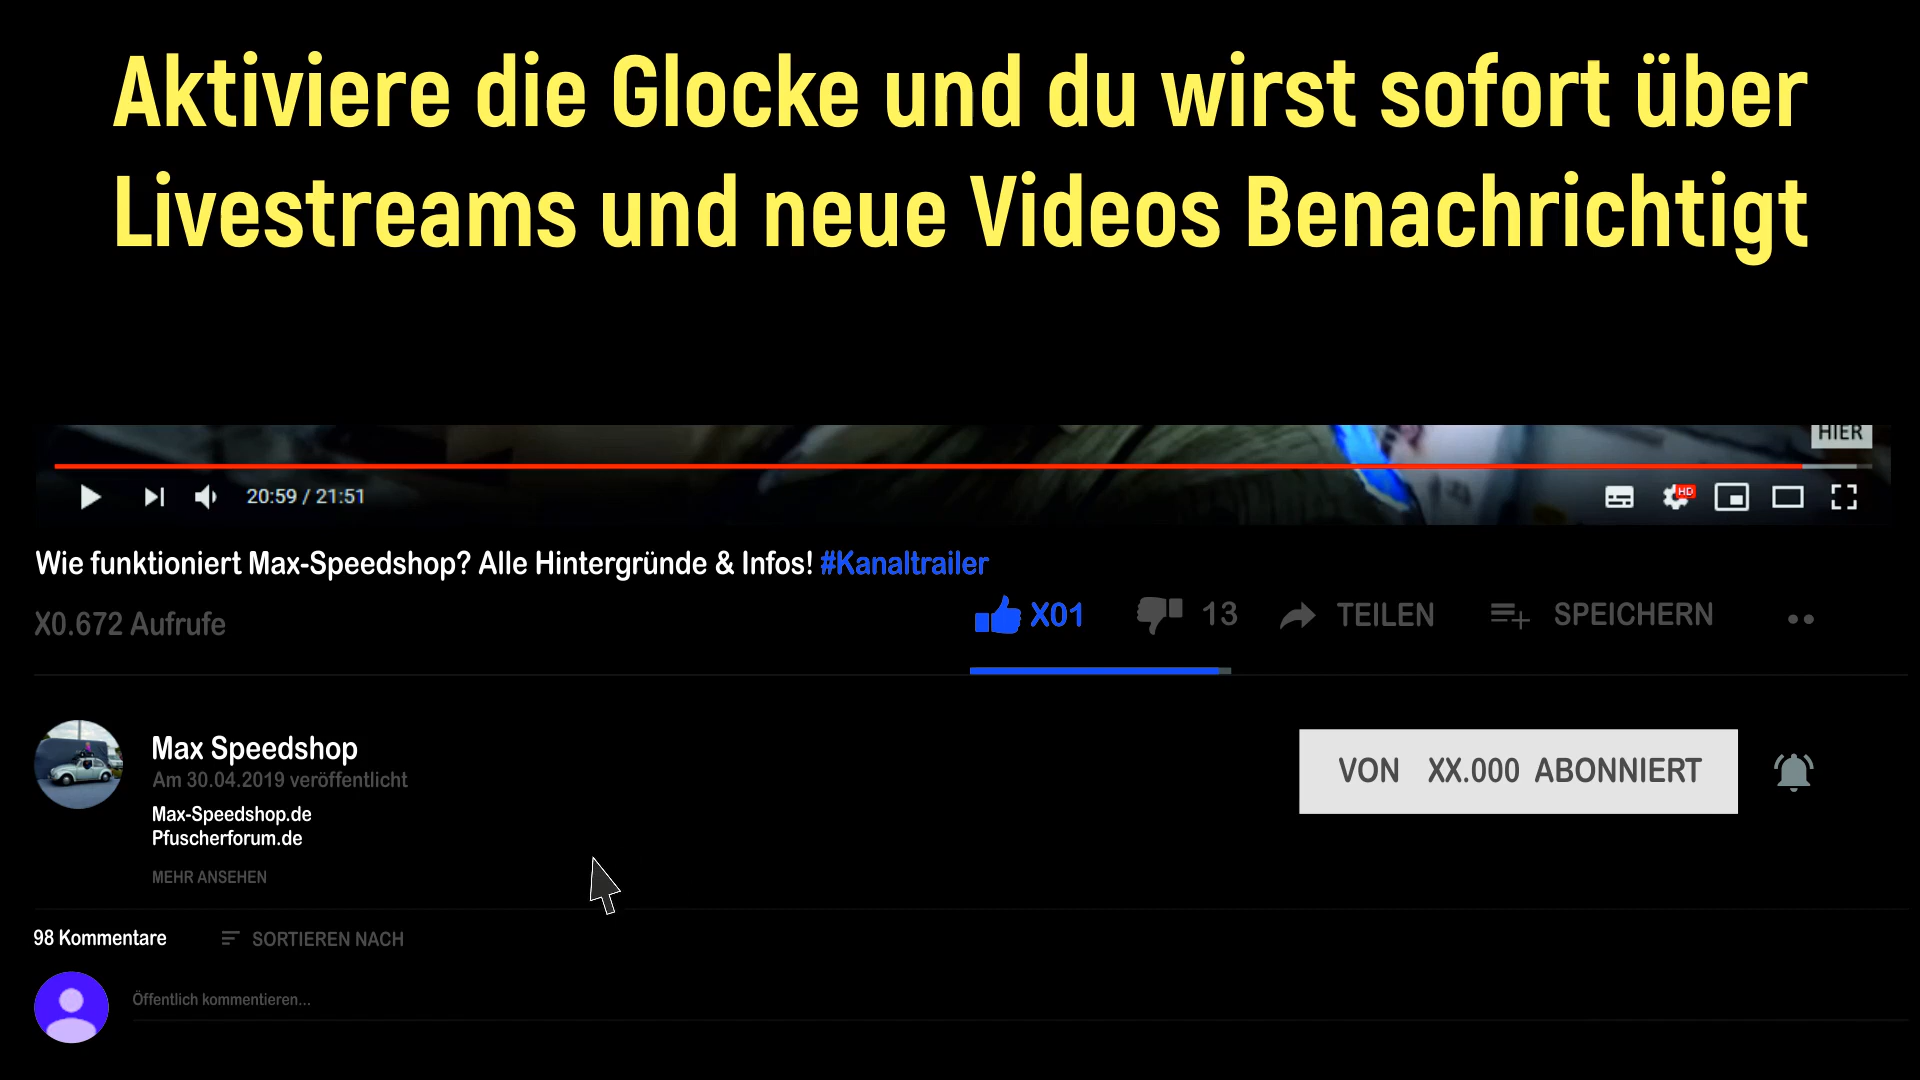 Aktiviere die Glocke und du wirst sofort über
Livestreams und neue Videos Benachrichtigt
HIER
20:59 / 21:51
HD
Wie funktioniert Max-Speedshop? Alle Hintergründe & Infos! #Kanaltrailer
X0.672 Aufrufe
X01
13
TEILEN
SPEICHERN
Max Speedshop
Am 30.04.2019 veröffentlicht
VON XX.000 ABONNIERT
Max-Speedshop.de
Pfuscherforum.de
MEHR ANSEHEN
98 Kommentare
SORTIEREN NACH
Öffentlich kommentieren...